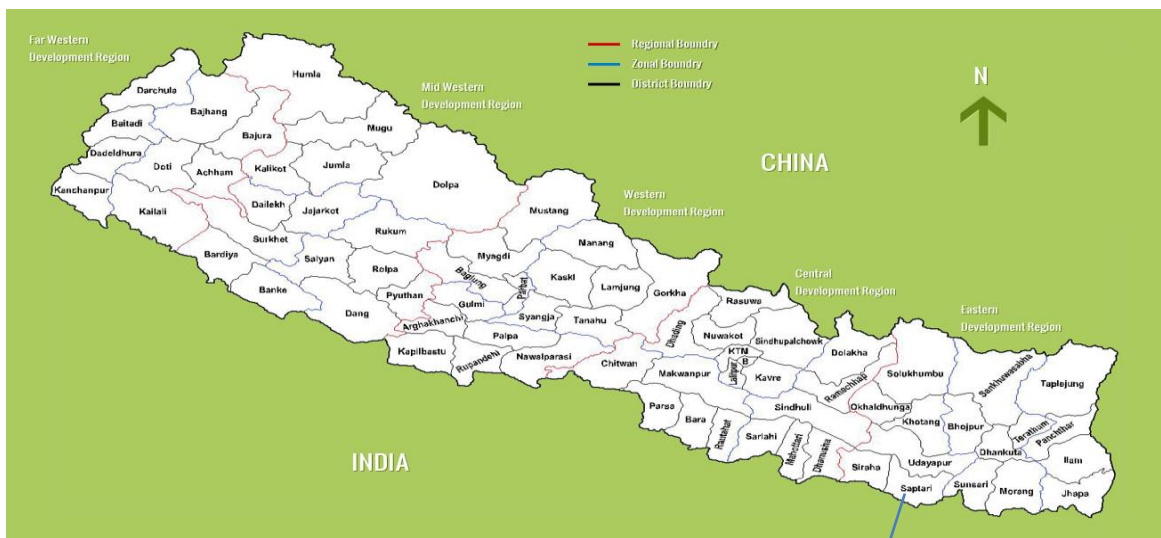 Far Western
Development Region
Mid Western
Development Region
Western
Development Region
Central
Development Region
Eastern
Development Region
Regional Boundry
Zonal Boundry
District Boundry
N
CHINA
INDIA
Humla
Darchula
Bajhang
Baitadi
Bajura
Mugu
Dadeldhura
Doti
Achham
Kalikot
Jumla
Kanchanpur
Dolpa
Kailali
Dailekh
Jajarkot
Mustang
Surkhet
Rukum
Bardiya
Salyan
Myagdi
Manang
Rolpa
Baglung
Parbat
Kaski
Lamjung
Gorkha
Banke
Pyuthan
Gulmi
Dang
Arghakhanchi
Syangja
Tanahu
Palpa
Kapilbastu
Rupandehi
Nawalparasi
Chitwan
Dhading
Rasuwa
Nuwakot
Sindhupalchowk
KTM
B
Lalitpur
Kavre
Makwanpur
Dolakha
Ramechhap
Solukhumbu
Sankhuwasabha
Taplejung
Parsa
Bara
Rautahat
Sarlahi
Sindhuli
Mahottari
Dhanusha
Okhaldhunga
Khotang
Bhojpur
Terathum
Panchthar
Dhankuta
Ilam
Siraha
Udayapur
Saptari
Sunsari
Morang
Jhapa